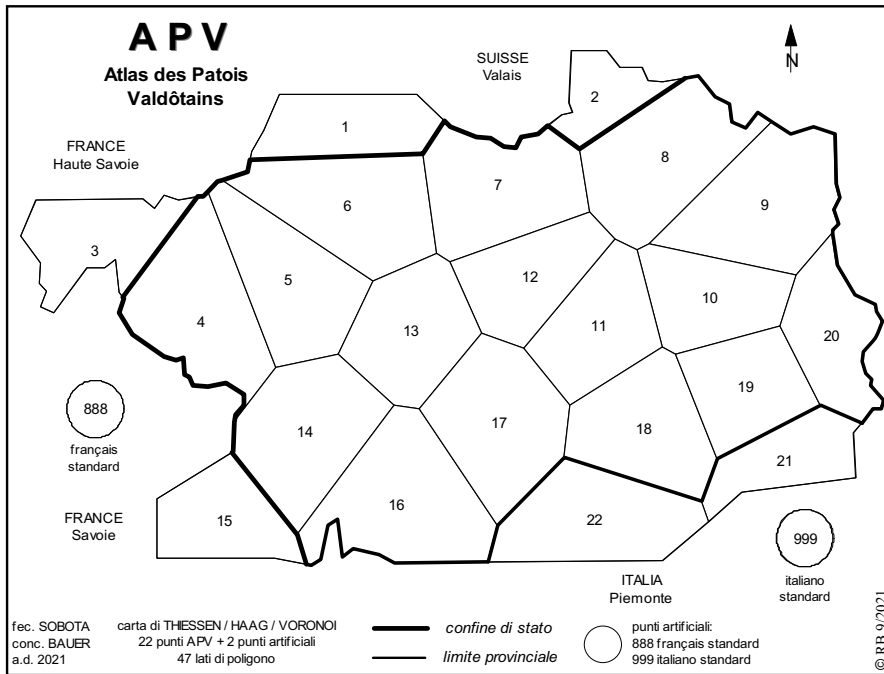 A P V
Atlas des Patois
Valdôtains
SUISSE
Valais
N
FRANCE
Haute Savoie
1
2
3
4
5
6
7
8
9
10
11
12
13
14
15
16
17
18
19
20
21
22
888
français
standard
FRANCE
Savoie
999
italiano
standard
ITALIA
Piemonte
fec. SOBOTA
conc. BAUER
a.d. 2021
carta di THIESSEN / HAAG / VORONOI
22 punti APV + 2 punti artificiali
47 lati di poligono
confine di stato
limite provinciale
punti artificiali:
888 français standard
999 italiano standard
© RB 9/2021